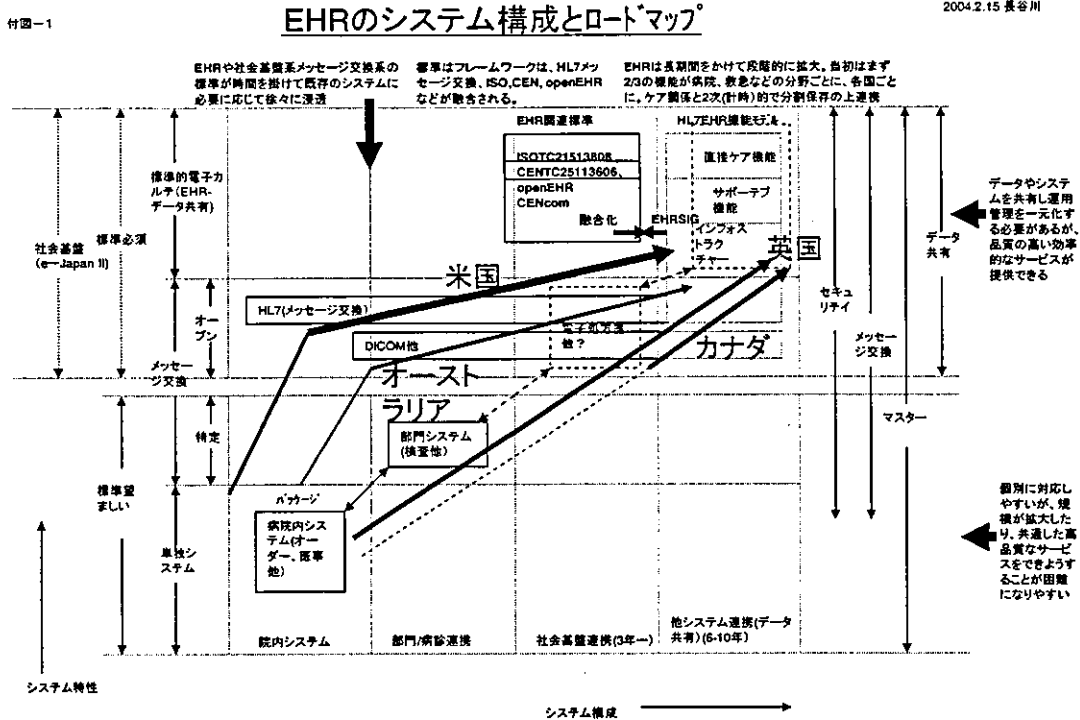 付図－1
EHRのシステム構成とロードマップ
2004.2.15 長谷川
EHRや社会基盤系メッセージ交換系の
標準が時間を掛けて既存のシステムに
必要に応じて徐々に浸透
標準はフレームワークは、HL7メッ
セージ交換、ISO,CEN, openEHR
などが融合される。
EHRは長期間をかけて段階的に拡大。当初はまず
2/3の機能が病院、救急などの分野ごとに、各国ごと
に。ケア関係と2次(計時)的で分割保存の上連携
EHR関連標準
HL7EHR機能モデル
ISOTC21513808、
CENTC25113606、
openEHR
CENcom
融合化
EHRSIG
直接ケア機能
サポーテブ
機能
インフォス
トラク
チャー
標準的電子カ
ルテ(EHR-
データ共有)
社会基盤
(e－Japan II)
標準必須
米国
英国
データ
共有
データやシステ
ムを共有し運用
管理を一元化す
る必要があるが、
品質の高い効率
的なサービスが
提供できる
オー
プン
HL7(メッセージ交換)
DICOM他
他？
カナダ
セキュ
リテイ
メッセー
ジ交換
メッセー
ジ交換
オースト
ラリア
マスター
特定
部門システム
(検査他)
標準望
ましい
パッケージ
病院内シス
テム(オー
ダー、医事
他)
単独シ
ステム
個別に対応し
やすいが、規
模が拡大した
り、共通した高
品質なサービ
スをできようす
ることが困難
になりやすい
院内システム
部門/病診連携
社会基盤連携(3年－)
他システム連携(データ
共有)(6-10年)
システム特性
システム構成